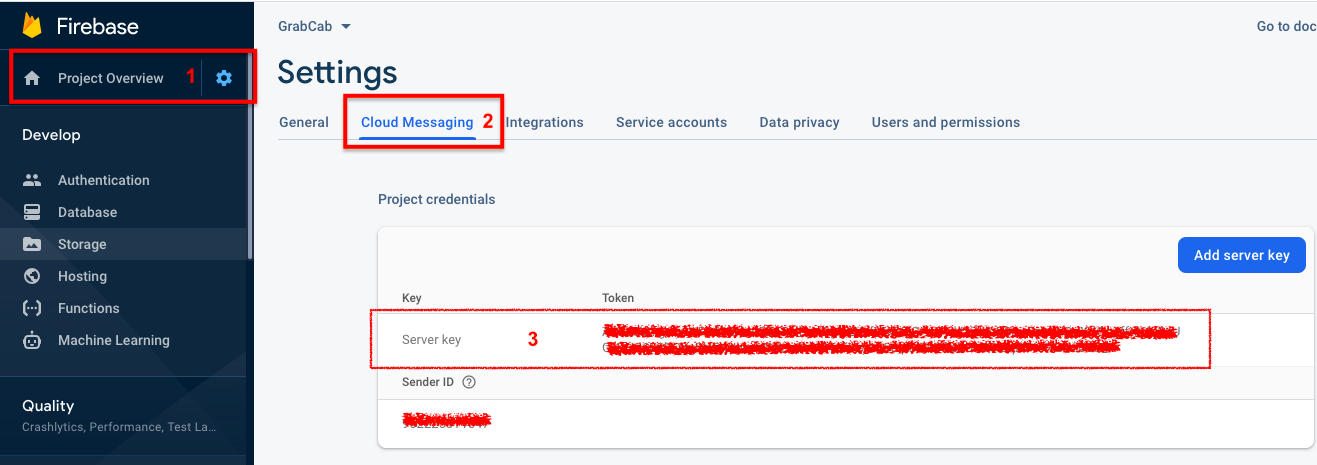 Firebase
GrabCab
Go to doc
Project Overview 1
Settings
General Cloud Messaging 2 Integrations Service accounts Data privacy Users and permissions
Develop
Authentication
Project credentials
Database
Storage
Add server key
Hosting
Key Token
Functions
Server key 3
Machine Learning
Sender ID
Quality
Crashlytics, Performance, Test La...